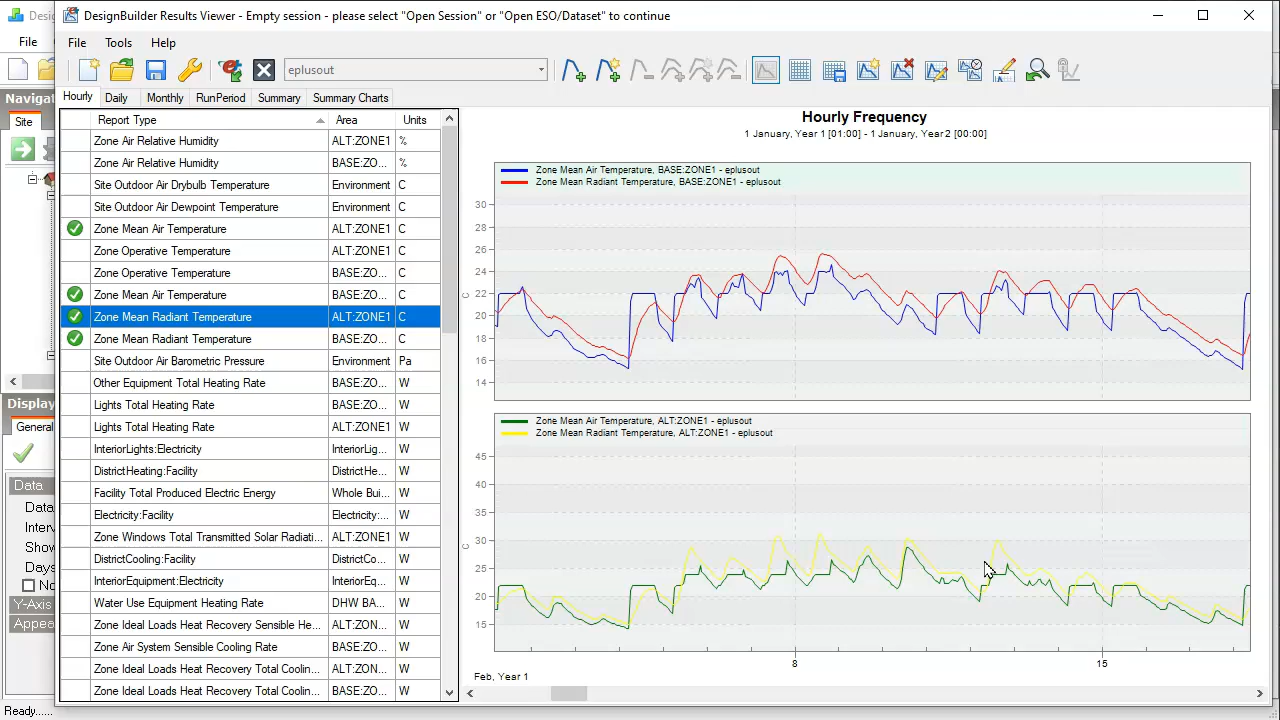 DesignBuilder Results Viewer - Empty session - please select "Open Session" or "Open ESO/Dataset" to continue
File
File Tools Help
eplusout
Navigat
Site
Hourly Daily Monthly RunPeriod Summary Summary Charts
Report Type Area Units
Zone Air Relative Humidity ALT:ZONE1 %
Zone Air Relative Humidity BASE:ZO... %
Site Outdoor Air Drybulb Temperature Environment C
Site Outdoor Air Dewpoint Temperature Environment C
Zone Mean Air Temperature ALT:ZONE1 C
Zone Operative Temperature ALT:ZONE1 C
Zone Operative Temperature BASE:ZO... C
Zone Mean Air Temperature BASE:ZO... C
Zone Mean Radiant Temperature ALT:ZONE1 C
Zone Mean Radiant Temperature BASE:ZO... C
Site Outdoor Air Barometric Pressure Environment Pa
Other Equipment Total Heating Rate BASE:ZO... W
Lights Total Heating Rate BASE:ZO... W
Lights Total Heating Rate ALT:ZONE1 W
InteriorLights:Electricity InteriorLig... W
DistrictHeating:Facility DistrictHe... W
Facility Total Produced Electric Energy Whole Bui... W
Electricity:Facility Electricity:... W
Zone Windows Total Transmitted Solar Radiati... ALT:ZONE1 W
DistrictCooling:Facility DistrictCo... W
InteriorEquipment:Electricity InteriorEq... W
Water Use Equipment Heating Rate DHW BA... W
Zone Ideal Loads Heat Recovery Sensible He... ALT:ZON... W
Zone Air System Sensible Cooling Rate BASE:ZO... W
Zone Ideal Loads Heat Recovery Total Coolin... ALT:ZON... W
Zone Ideal Loads Heat Recovery Total Coolin... BASE:ZO... W
Display
General
Data
Data
Interv
Show
Days
No
Y-Axis
Appea
Ready.....
Hourly Frequency
1 January, Year 1 [01:00] - 1 January, Year 2 [00:00]
Zone Mean Air Temperature, BASE:ZONE1 - eplusout
Zone Mean Radiant Temperature, BASE:ZONE1 - eplusout
30
28
26
24
22
20
18
16
14
C
Zone Mean Air Temperature, ALT:ZONE1 - eplusout
Zone Mean Radiant Temperature, ALT:ZONE1 - eplusout
45
40
35
30
25
20
15
C
8 15
Feb, Year 1